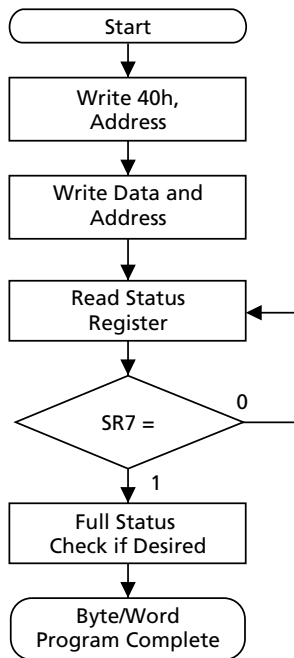 Start
Write 40h,
Address
Write Data and
Address
Read Status
Register
0
SR7 =
1
Full Status
Check if Desired
Byte/Word
Program Complete